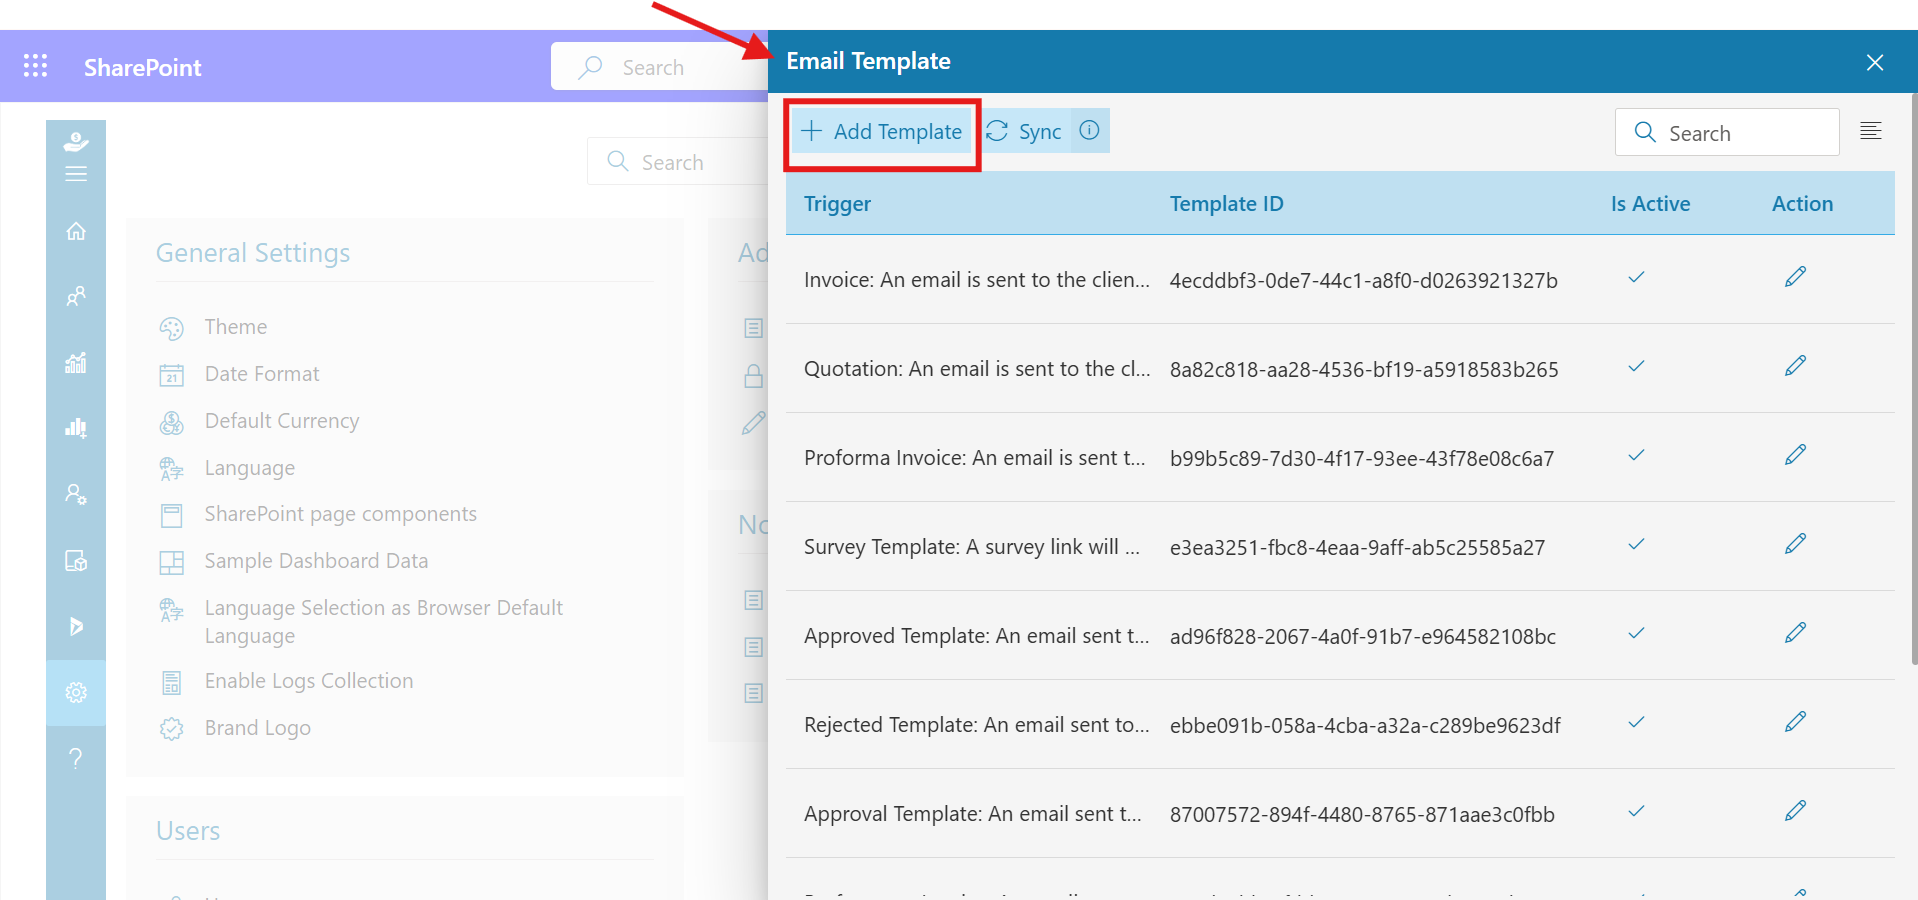 SharePoint
Search
Email Template
Add Template
Sync
Search
Search
Trigger
Template ID
Is Active
Action
General Settings
Ad
Theme
Date Format
21
Default Currency
Language
SharePoint page components
Sample Dashboard Data
Language Selection as Browser Default
Language
Enable Logs Collection
Brand Logo
No
Users
Invoice: An email is sent to the clien...
4ecddbf3-0de7-44c1-a8f0-d0263921327b
Quotation: An email is sent to the cl...
8a82c818-aa28-4536-bf19-a5918583b265
Proforma Invoice: An email is sent t...
b99b5c89-7d30-4f17-93ee-43f78e08c6a7
Survey Template: A survey link will ...
e3ea3251-fbc8-4eaa-9aff-ab5c25585a27
Approved Template: An email sent t...
ad96f828-2067-4a0f-91b7-e964582108bc
Rejected Template: An email sent to...
ebbe091b-058a-4cba-a32a-c289be9623df
Approval Template: An email sent t...
87007572-894f-4480-8765-871aae3c0fbb